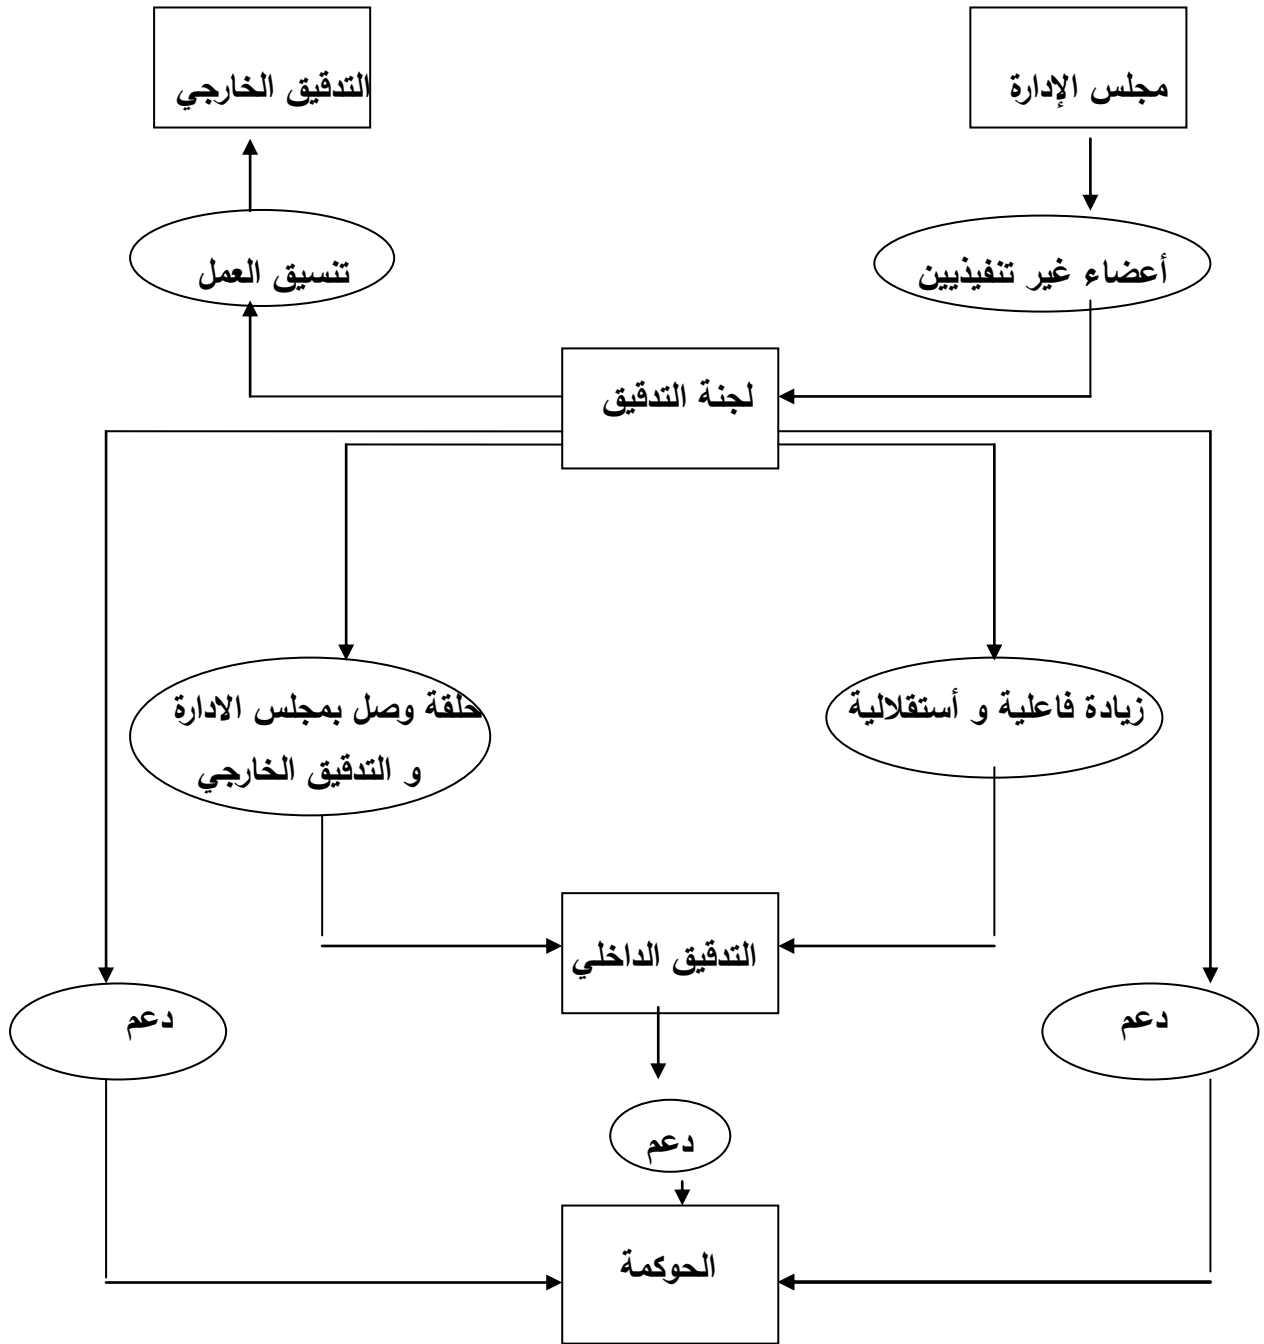 مجلس الإدارة
التدقيق الخارجي
أعضاء غير تنفيذيين
تنسيق العمل
لجنة التدقيق
زيادة فاعلية و أستقلالية
حلقة وصل بمجلس الادارة
و التدقيق الخارجي
التدقيق الداخلي
دعم
دعم
دعم
الحوكمة